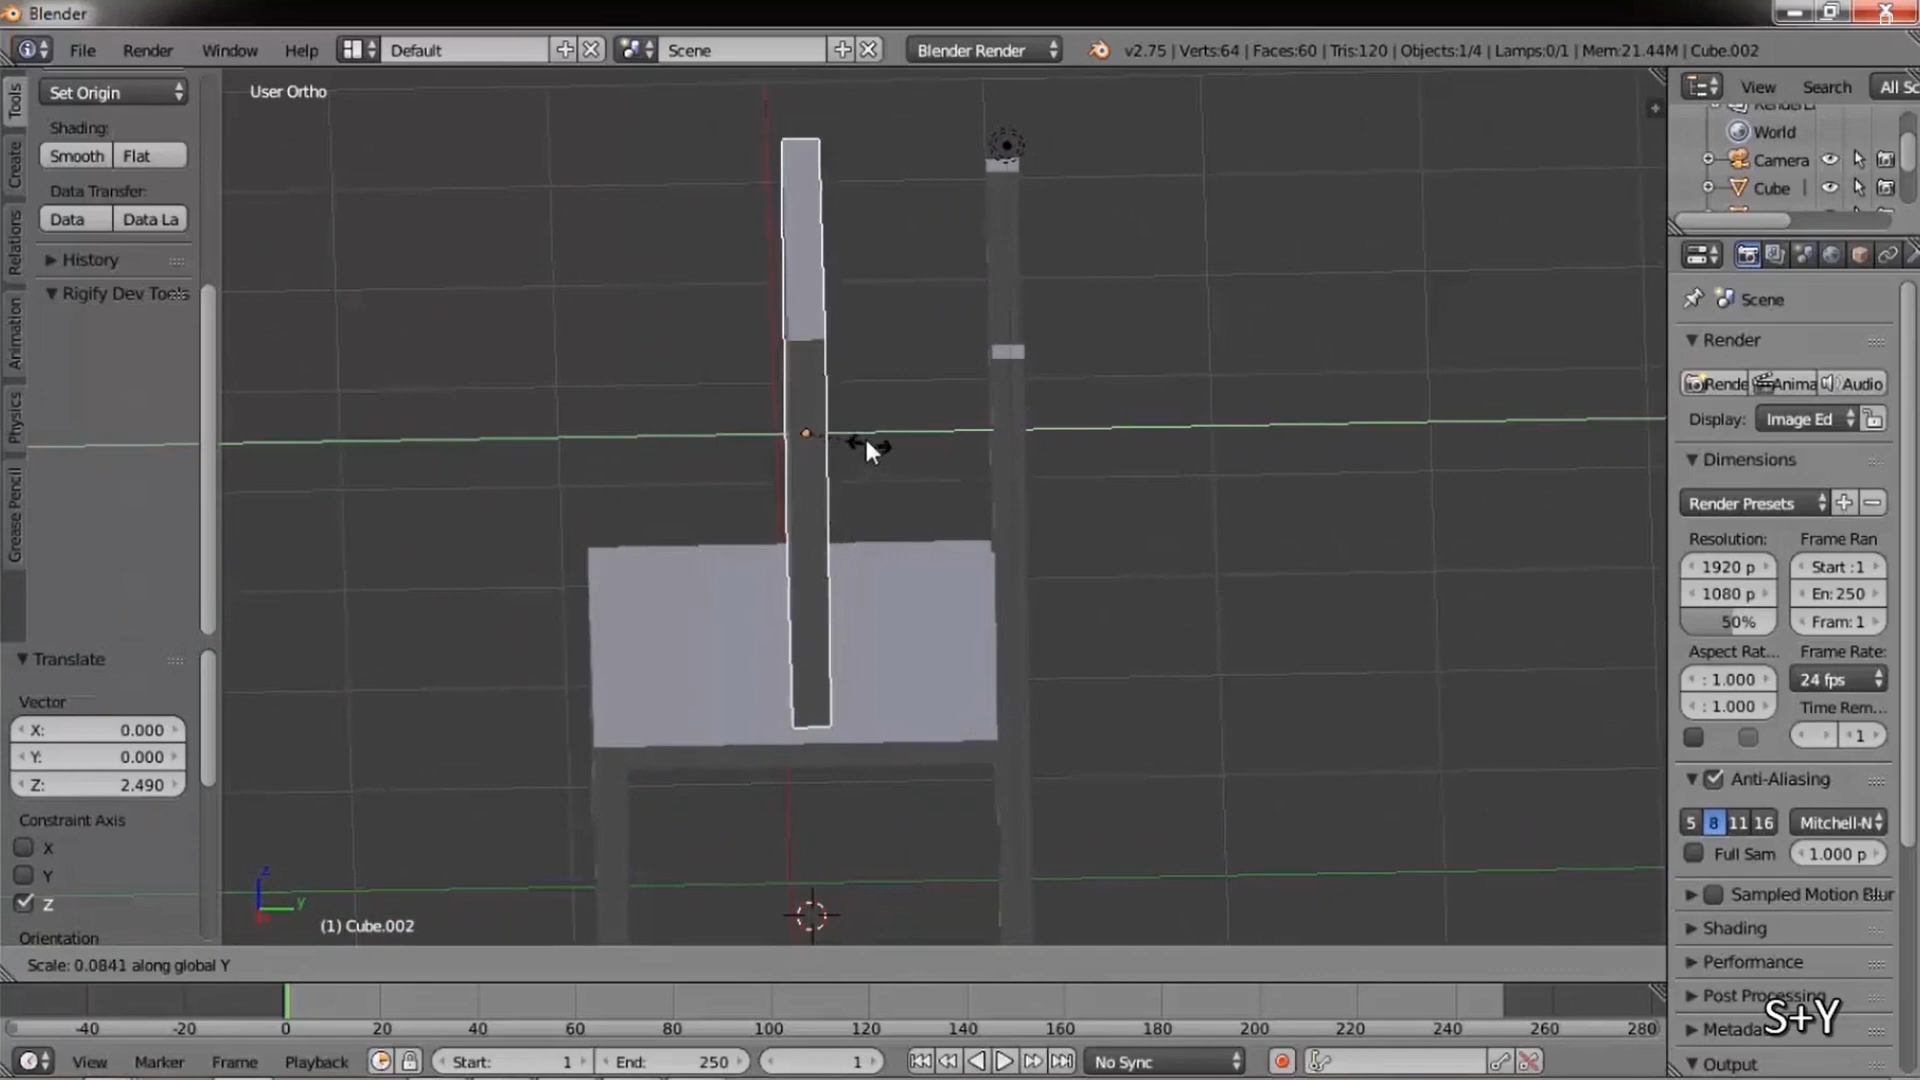 Blender
File Render Window Help Default Scene Blender Render v2.75 | Verts:64 | Faces:60 | Tris:120 | Objects:1/4 | Lamps:0/1 | Mem:21.44M | Cube.002
Tools
Create
Relations
Animation
Physics
Grease Pencil
Set Origin
Shading:
Smooth Flat
Data Transfer:
Data Data La
History
Rigify Dev Tools
Translate
Vector
X: 0.000
Y: 0.000
Z: 2.490
Constraint Axis
X
Y
Z
Orientation
User Ortho
z
y
(1) Cube.002
Scale: 0.0841 along global Y
View Search All Sc
World
Camera
Cube
Scene
Render
Rende Anima Audio
Display: Image Ed
Dimensions
Render Presets
Resolution: Frame Ran
1920 p Start :1
1080 p En: 250
50% Fram: 1
Aspect Rat... Frame Rate:
: 1.000 24 fps
: 1.000 Time Rem...
1
Anti-Aliasing
5 8 11 16 Mitchell-N
Full Sam 1.000 p
Sampled Motion Blur
Shading
Performance
Post Processing
Metada
Output
S+Y
-40 -20 0 20 40 60 80 100 120 140 160 180 200 220 240 260 280
View Marker Frame Playback Start: 1 End: 250 1 No Sync